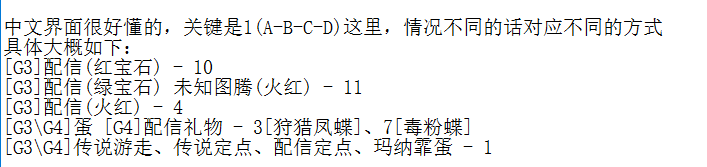 中文界面很好懂的，关键是1(A-B-C-D)这里，情况不同的话对应不同的方式
具体大概如下：
[G3]配信(红宝石) - 10
[G3]配信(绿宝石) 未知图腾(火红) - 11
[G3]配信(火红) - 4
[G3\G4]蛋 [G4]配信礼物 - 3[狩猎凤蝶]、7[毒粉蝶]
[G3\G4]传说游走、传说定点、配信定点、玛纳霏蛋 - 1